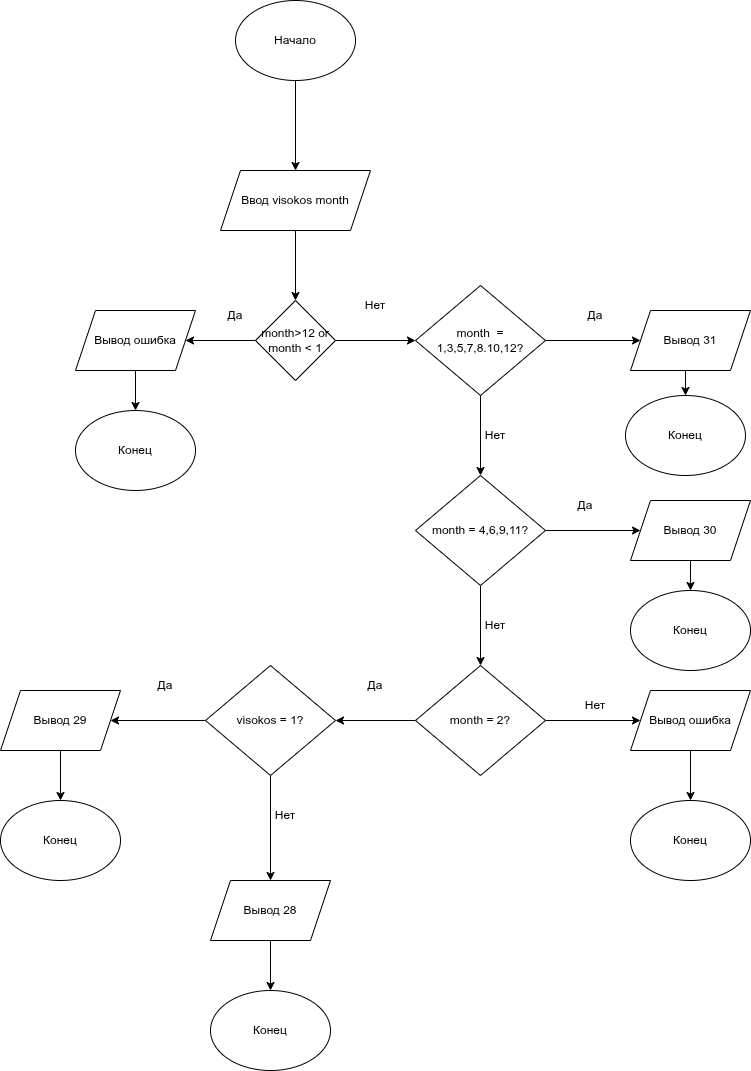 Начало
Ввод visokos month
Да
Нет
Да
Вывод ошибка
month>12 or
month < 1
month =
1,3,5,7,8.10,12?
Вывод 31
Конец
Нет
Конец
Да
month = 4,6,9,11?
Вывод 30
Нет
Конец
Да
Да
Нет
Вывод 29
visokos = 1?
month = 2?
Вывод ошибка
Нет
Конец
Конец
Вывод 28
Конец